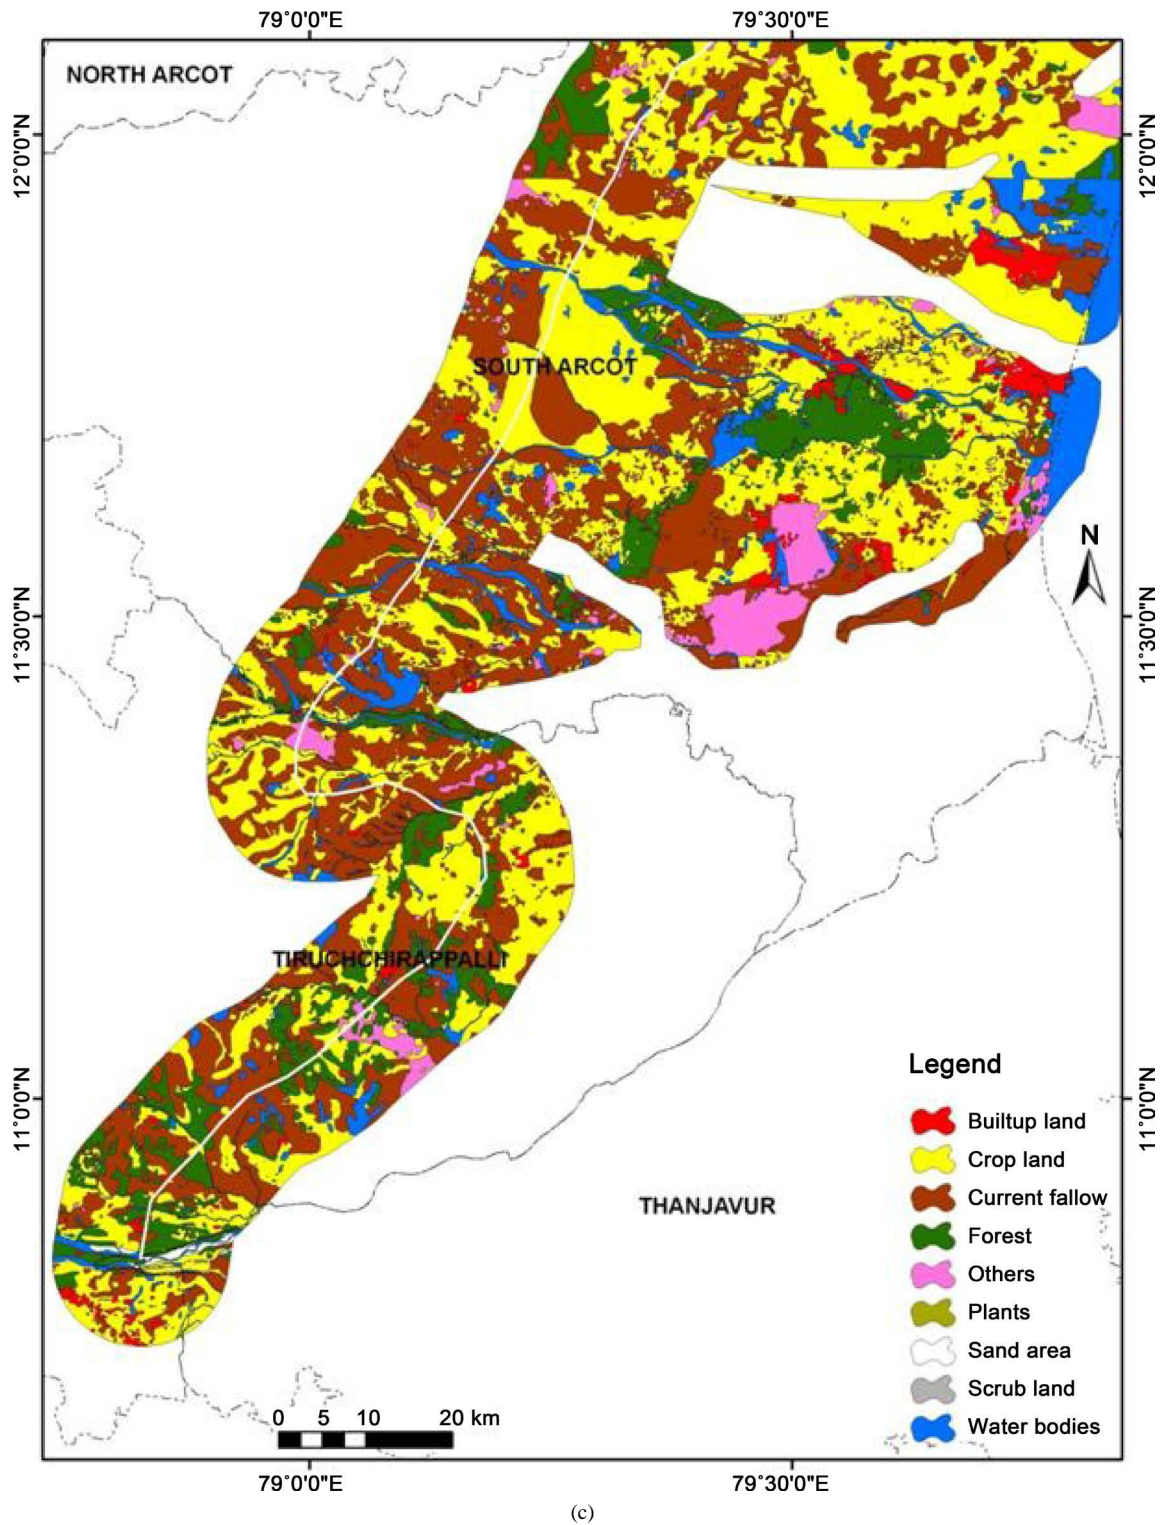 79˚0'0"E 79˚30'0"E
NORTH ARCOT
12˚0'0"N 12˚0'0"N
SOUTH ARCOT
N
11˚30'0"N 11˚30'0"N
TIRUCHCHIRAPPALLI
Legend
11˚0'0"N 11˚0'0"N
Builtup land
Crop land
Current fallow
THANJAVUR
Forest
Others
Plants
Sand area
Scrub land
0 5 10 20 km
Water bodies
79˚0'0"E 79˚30'0"E
(c)